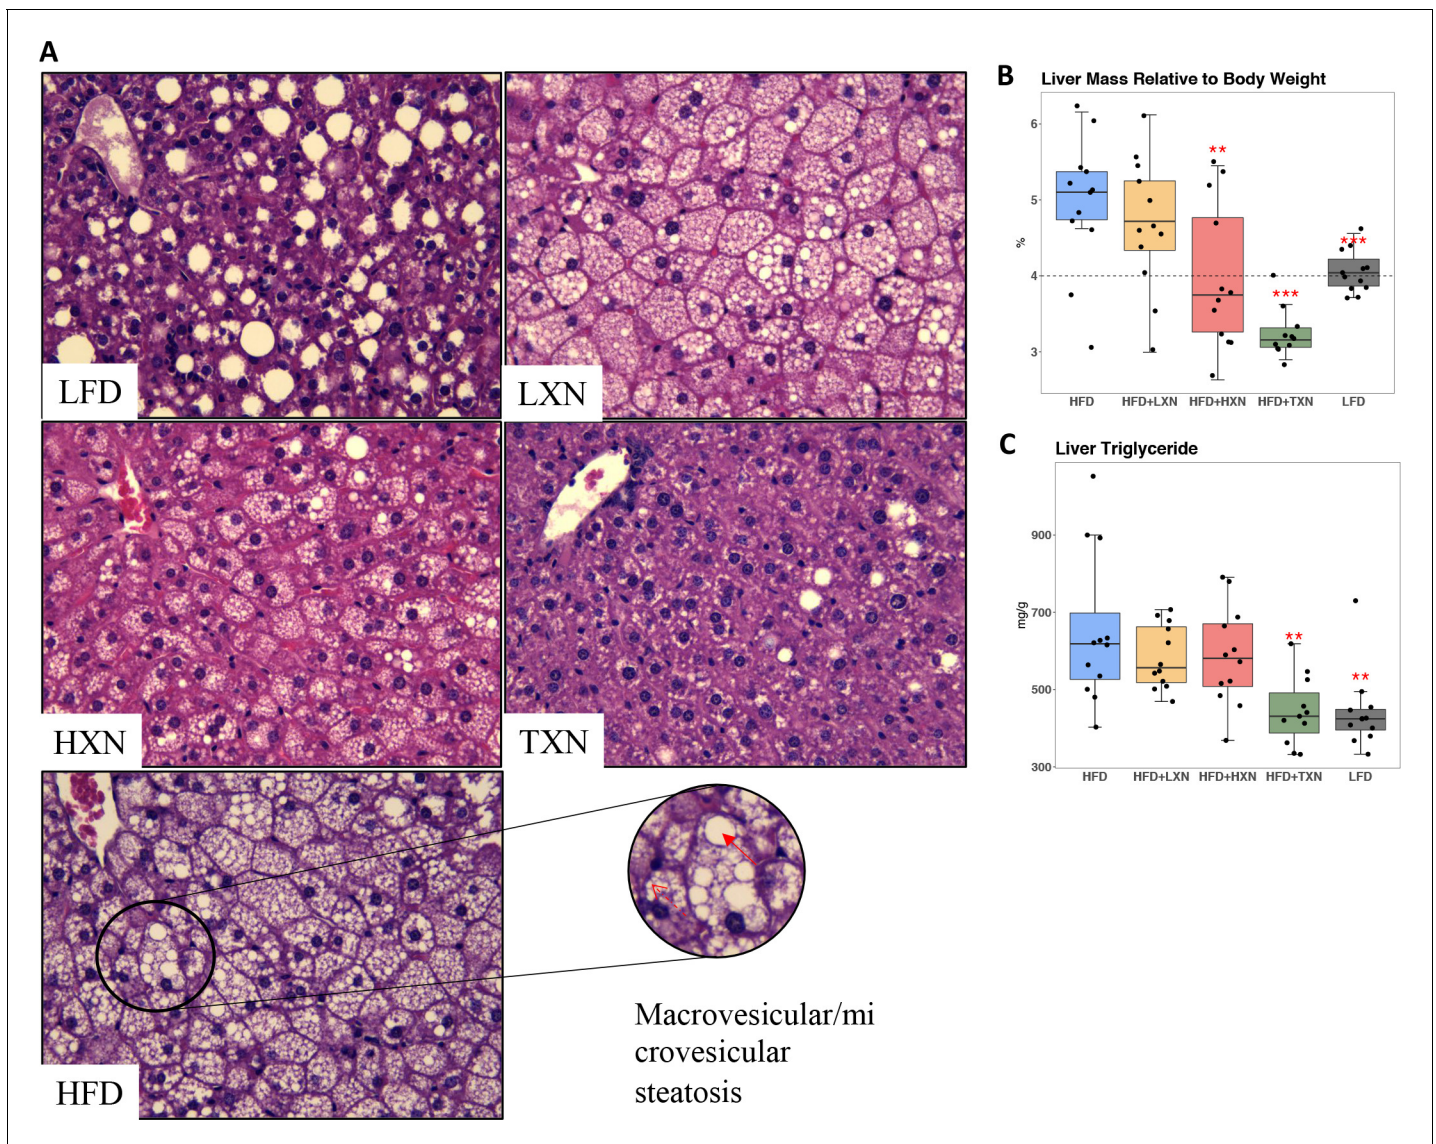 A
LFD
LXN
HXN
TXN
HFD
Macrovesicular/mi
crovesicular
steatosis
B
Liver Mass Relative to Body Weight
6
5
4
3
%
**
***
***
HFD
HFD+LXN
HFD+HXN
HFD+TXN
LFD
C
Liver Triglyceride
900
700
500
300
mg/g
**
**
HFD
HFD+LXN
HFD+HXN
HFD+TXN
LFD